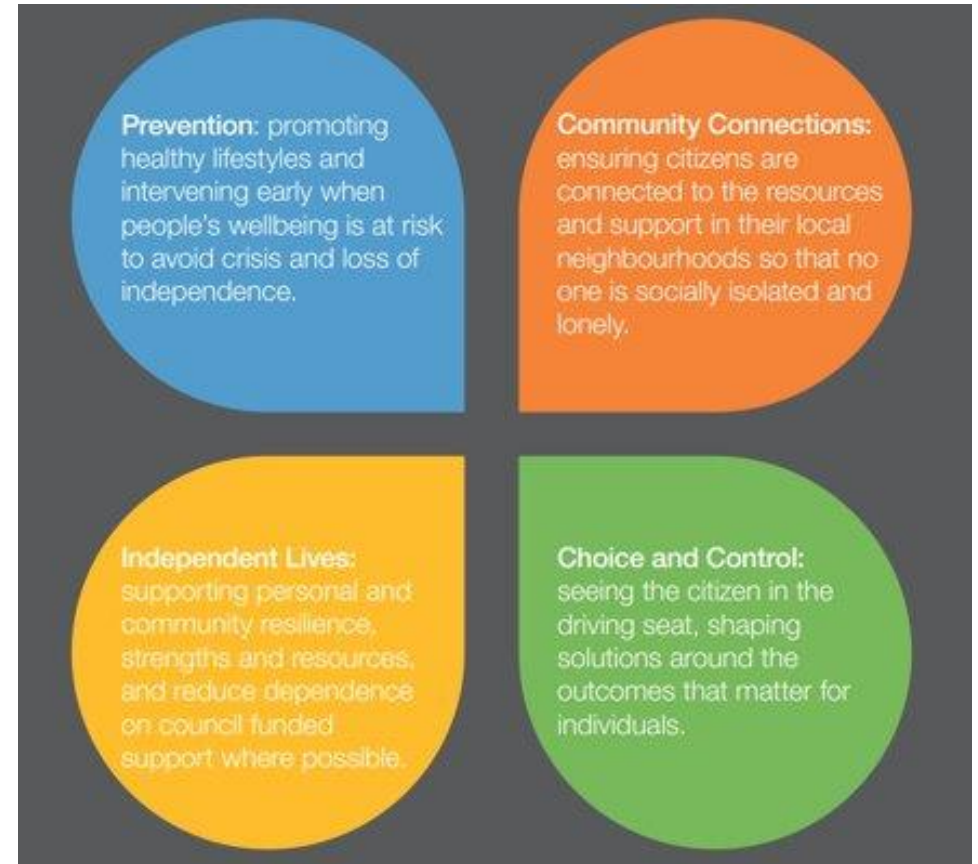 Prevention: promoting
healthy lifestyles and
intervening early when
people's wellbeing is at risk
to avoid crisis and loss of
independence.
Community Connections:
ensuring citizens are
connected to the resources
and support in their local
neighbourhoods so that no
one is socially isolated and
lonely.
Independent Lives:
supporting personal and
community resilience,
strengths and resources,
and reduce dependence
on council funded
support where possible.
Choice and Control:
seeing the citizen in the
driving seat, shaping
solutions around the
outcomes that matter for
individuals.